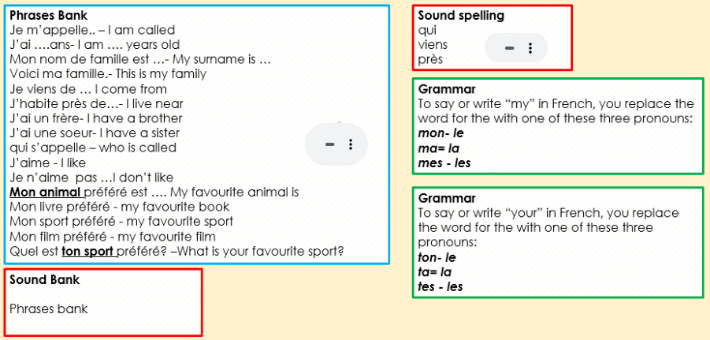 Phrases Bank
Je m'appelle.. – I am called
J'ai ….ans- I am …. years old
Mon nom de famille est …- My surname is …
Voici ma famille.- This is my family
Je viens de … I come from
J'habite près de…- I live near
J'ai un frère- I have a brother
J'ai une soeur- I have a sister
qui s'appelle – who is called
J'aime - I like
Je n'aime  pas …I don't like
Mon animal préféré est …. My favourite animal is
Mon livre préféré - my favourite book
Mon sport préféré - my favourite sport
Mon film préféré - my favourite film
Quel est ton sport préféré? –What is your favourite sport?
Sound Bank
Phrases bank
Sound spelling
qui
viens
près
Grammar
To say or write "my" in French, you replace the
word for the with one of these three pronouns:
mon- le
ma= la
mes - les
Grammar
To say or write "your" in French, you replace
the word for the with one of these three
pronouns:
ton- le
ta= la
tes - les